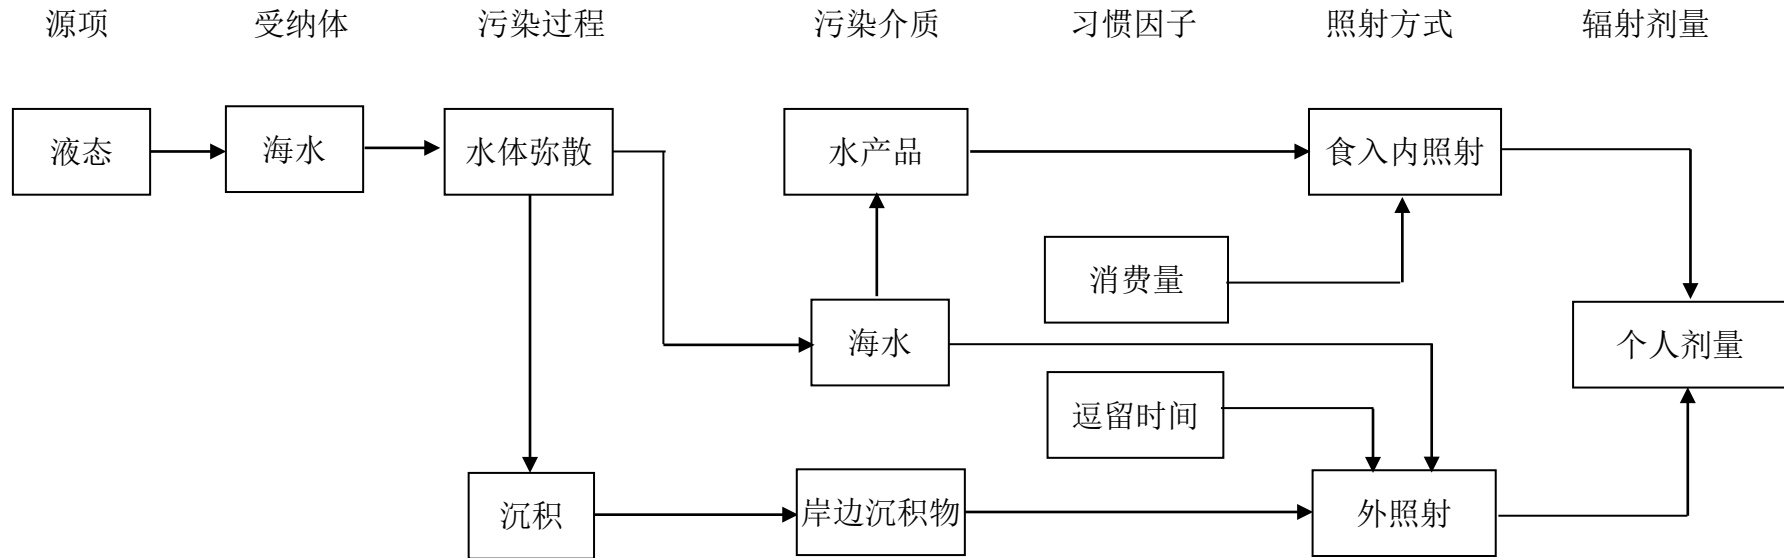 源项 受纳体 污染过程 污染介质 习惯因子 照射方式 辐射剂量
液态 海水 水体弥散 水产品 食入内照射
消费量
海水 个人剂量
逗留时间
沉积 岸边沉积物 外照射